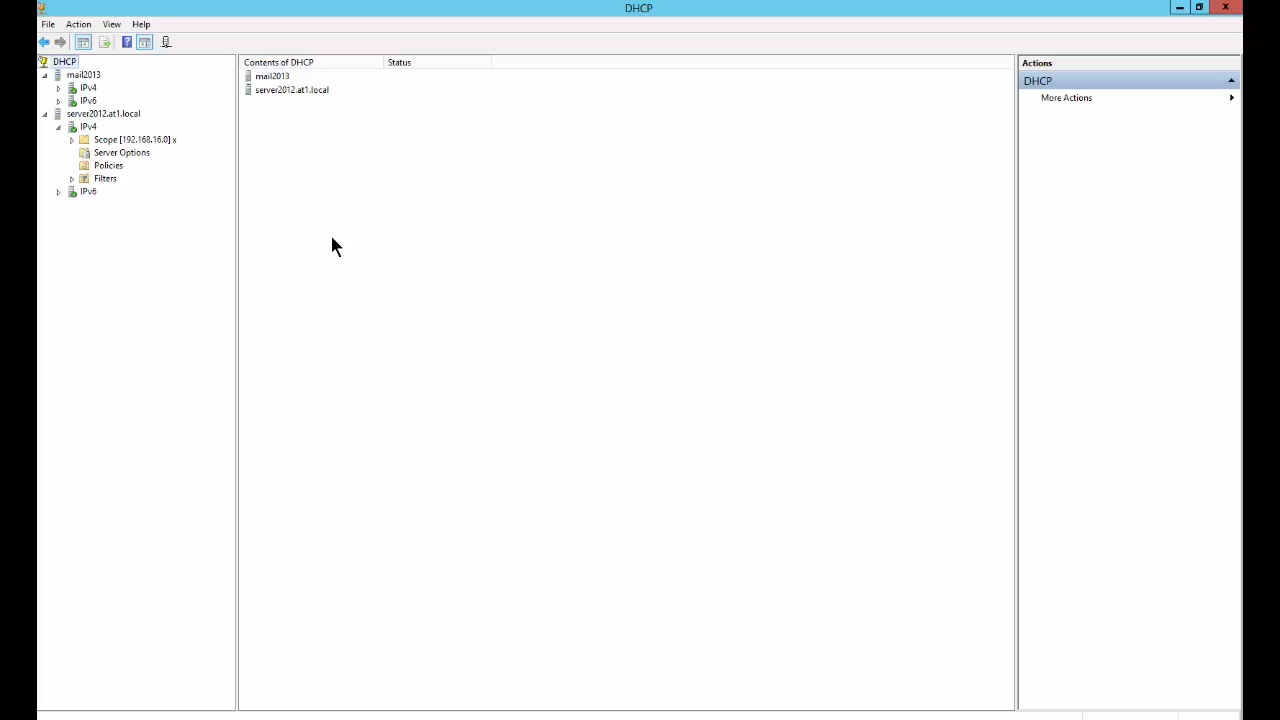 DHCP
File Action View Help
DHCP
mail2013
IPv4
IPv6
server2012.at1.local
IPv4
Scope [192.168.16.0] x
Server Options
Policies
Filters
IPv6
Contents of DHCP Status
mail2013
server2012.at1.local
Actions
DHCP
More Actions